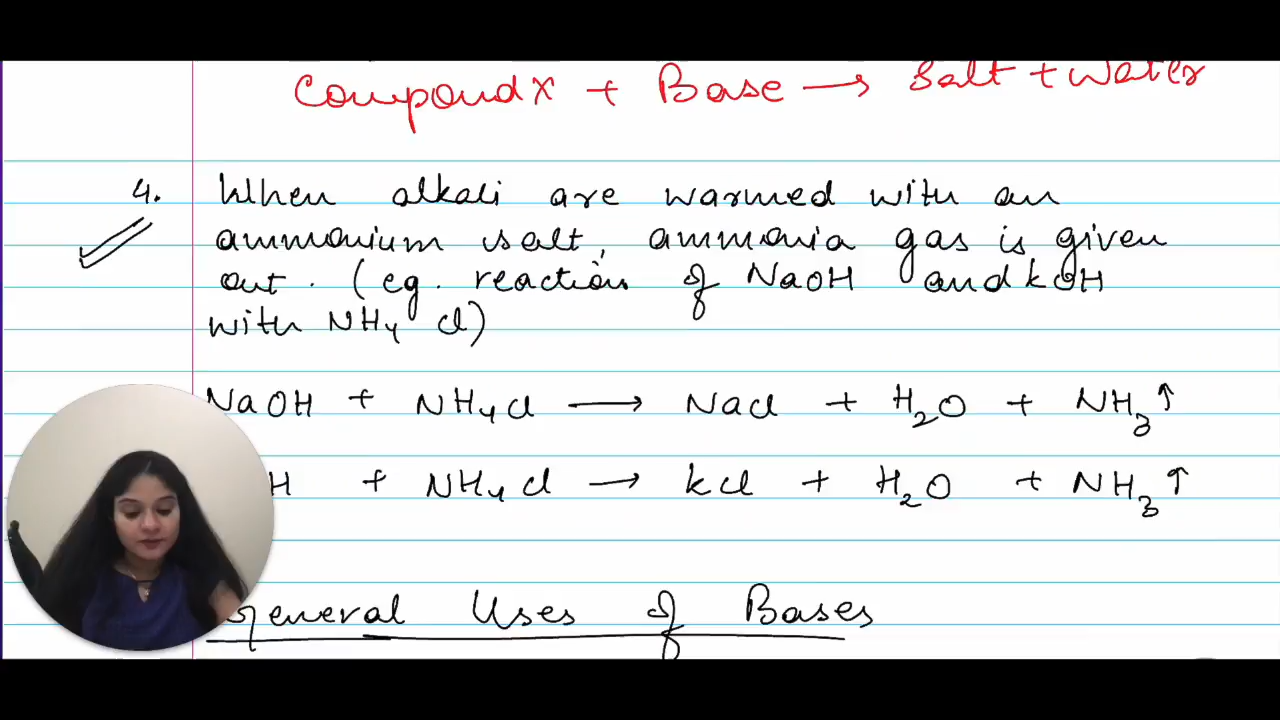 Compound X + Base → Salt + Water
4. When alkali are warmed with an
ammonium salt, ammonia gas is given
out. (eg. reaction of NaOH and KOH
with NH4 Cl)
NaOH + NH4Cl → NaCl + H2O + NH3↑
H + NH4Cl → KCl + H2O + NH3↑
General Uses of Bases